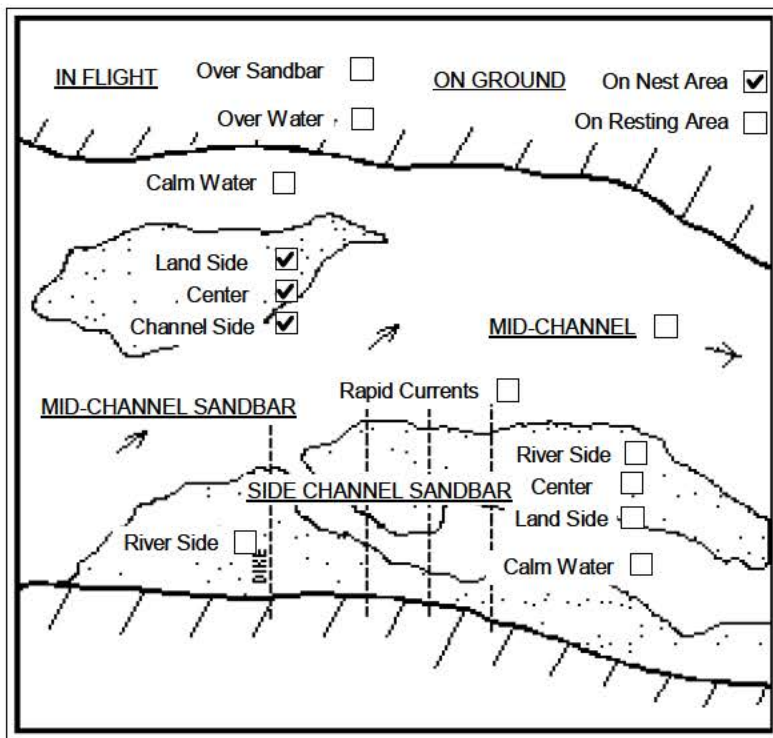 IN FLIGHT Over Sandbar ON GROUND On Nest Area
Over Water On Resting Area
Calm Water
Land Side
Center
Channel Side
MID-CHANNEL
Rapid Currents
MID-CHANNEL SANDBAR
River Side
SIDE CHANNEL SANDBAR Center
Land Side
River Side
DIKE
Calm Water